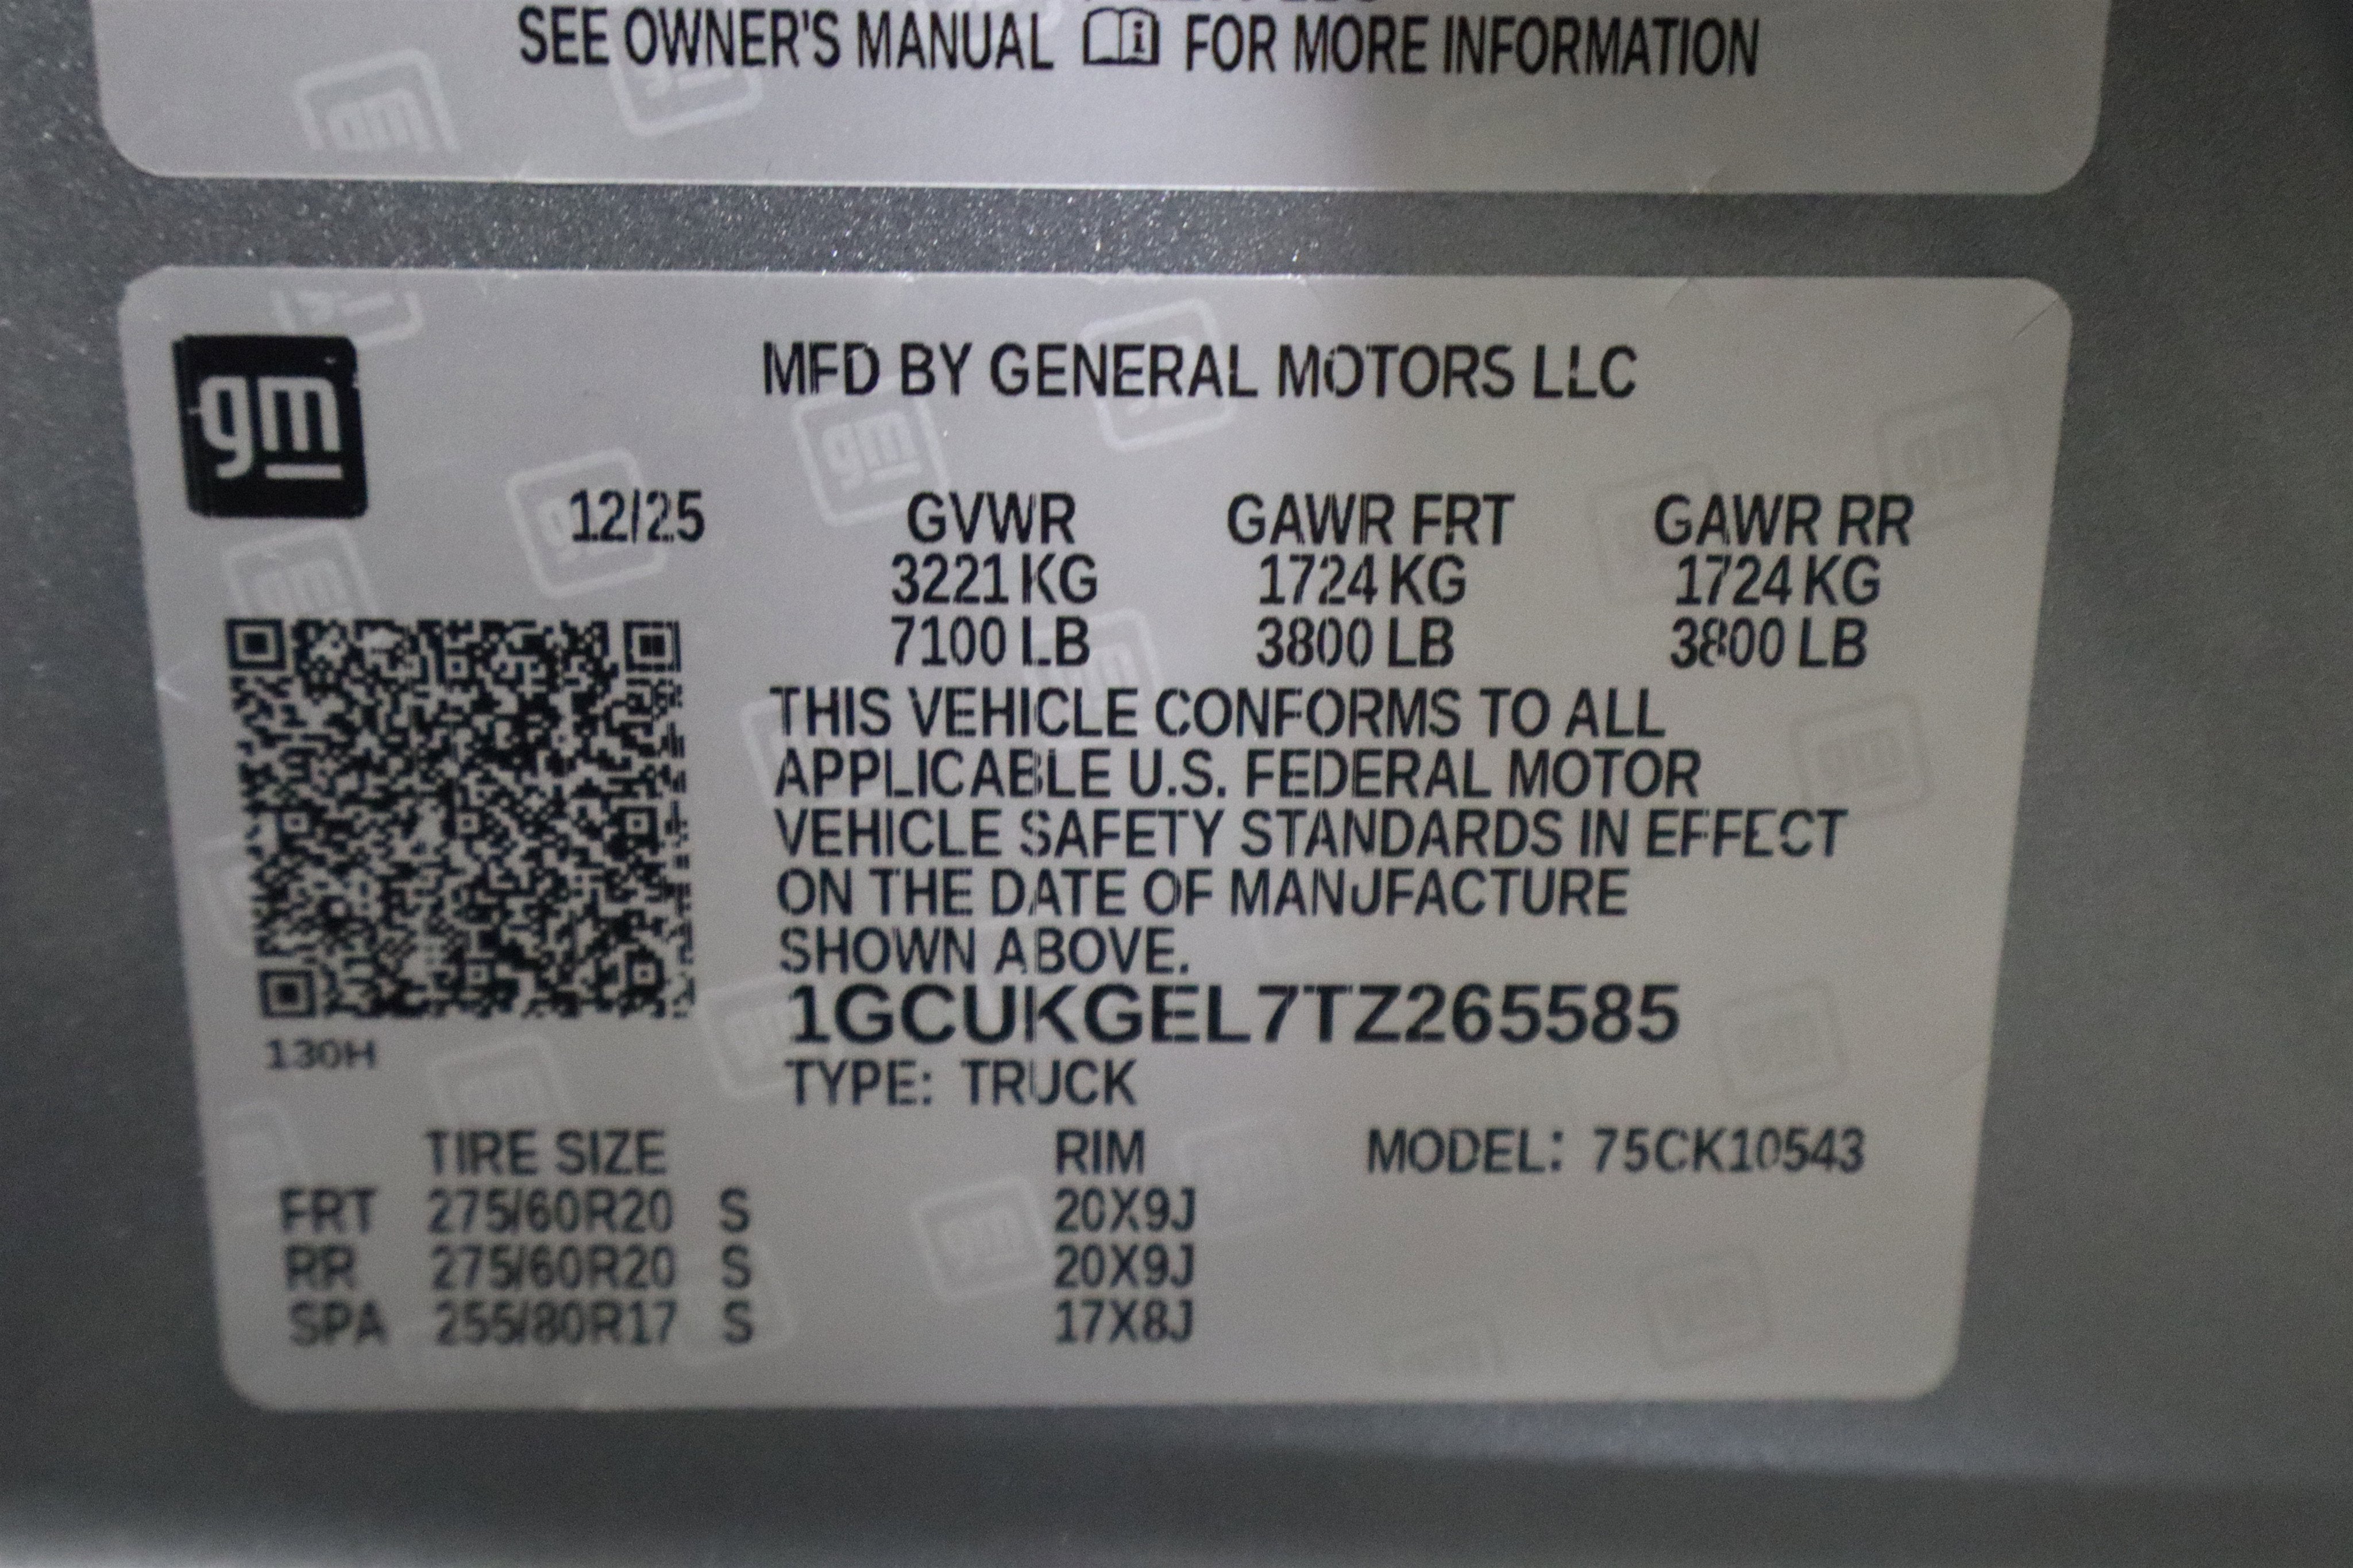 SEE OWNER'S MANUAL FOR MORE INFORMATION
gm
MFD BY GENERAL MOTORS LLC
12/25 GVWR GAWR FRT GAWR RR
3221 KG 1724 KG 1724 KG
7100 LB 3800 LB 3800 LB
THIS VEHICLE CONFORMS TO ALL
APPLICABLE U.S. FEDERAL MOTOR
VEHICLE SAFETY STANDARDS IN EFFECT
ON THE DATE OF MANUFACTURE
SHOWN ABOVE.
1GCUKGEL7TZ265585
130H
TYPE: TRUCK
TIRE SIZE RIM MODEL: 75CK10543
FRT 275/60R20 S 20X9J
RR 275/60R20 S 20X9J
SPA 255/80R17 S 17X8J